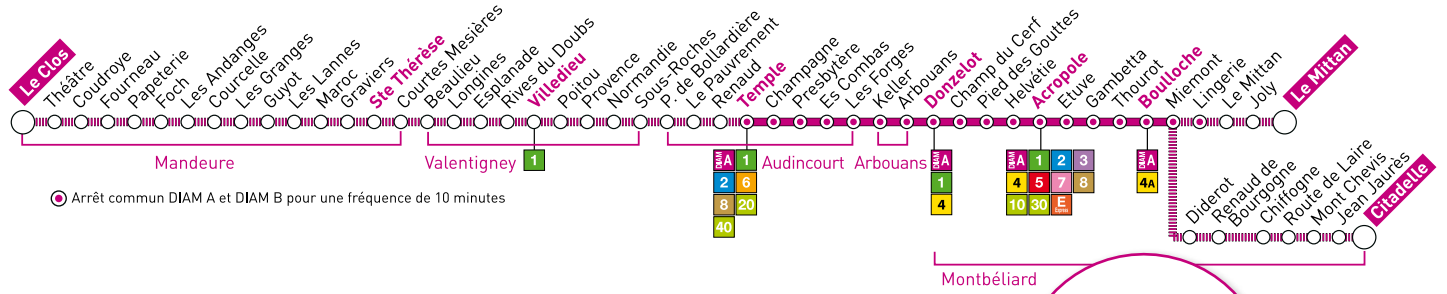 Le Clos
Théâtre
Coudroye
Fourneau
Papeterie
Foch
Les Andanges
Courcelle
Les Granges
Guyot
Les Lannes
Maroc
Graviers
Ste Thérèse
Courtes Mesières
Beaulieu
Longines
Esplanade
Rives du Doubs
Villedieu
Poitou
Provence
Normandie
Sous-Roches
P. de Bollardière
Le Pauvrement
Renaud
Temple
Champagne
Presbytère
Es Combas
Les Forges
Keller
Arbouans
Donzelot
Champ du Cerf
Pied des Gouttes
Helvétie
Acropole
Etuve
Gambetta
Thourot
Boulloche
Miemont
Lingerie
Le Mittan
Joly
Le Mittan
Mandeure
Valentigney
1
DIAM A 1
2 6
8 20
40
Audincourt
Arbouans
DIAM A
1
4
DIAM A 1 2 3
4 5 7 8
10 30 E Express
DIAM A
4A
Arrêt commun DIAM A et DIAM B pour une fréquence de 10 minutes
Diderot
Renaud de
Bourgogne
Chiffogne
Route de Laire
Mont Chevis
Jean Jaurès
Citadelle
Montbéliard